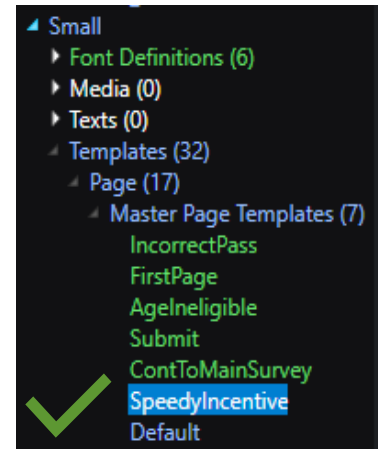 Small
Font Definitions (6)
Media (0)
Texts (0)
Templates (32)
Page (17)
Master Page Templates (7)
IncorrectPass
FirstPage
AgeIneligible
Submit
ContToMainSurvey
SpeedyIncentive
Default